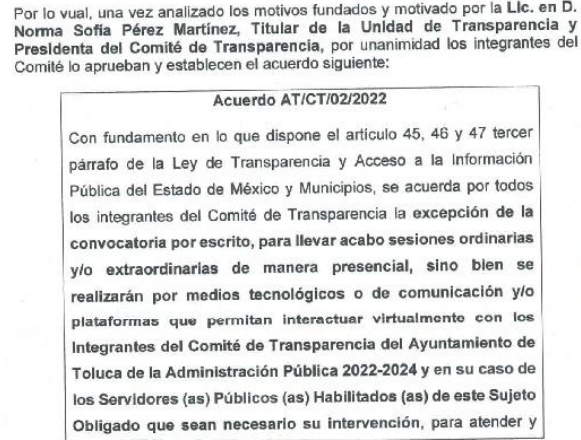 Por lo vual, una vez analizado los motivos fundados y motivado por la Lic. en D.
Norma Sofía Pérez Martínez, Titular de la Unidad de Transparencia y
Presidenta del Comité de Transparencia, por unanimidad los integrantes del
Comité lo aprueban y establecen el acuerdo siguiente:
Acuerdo AT/CT/02/2022
Con fundamento en lo que dispone el artículo 45, 46 y 47 tercer
párrafo de la Ley de Transparencia y Acceso a la Información
Pública del Estado de México y Municipios, se acuerda por todos
los integrantes del Comité de Transparencia la excepción de la
convocatoria por escrito, para llevar acabo sesiones ordinarias
y/o extraordinarias de manera presencial, sino bien se
realizarán por medios tecnológicos o de comunicación y/o
plataformas que permitan interactuar virtualmente con los
Integrantes del Comité de Transparencia del Ayuntamiento de
Toluca de la Administración Pública 2022-2024 y en su caso de
los Servidores (as) Públicos (as) Habilitados (as) de este Sujeto
Obligado que sean necesario su intervención, para atender y